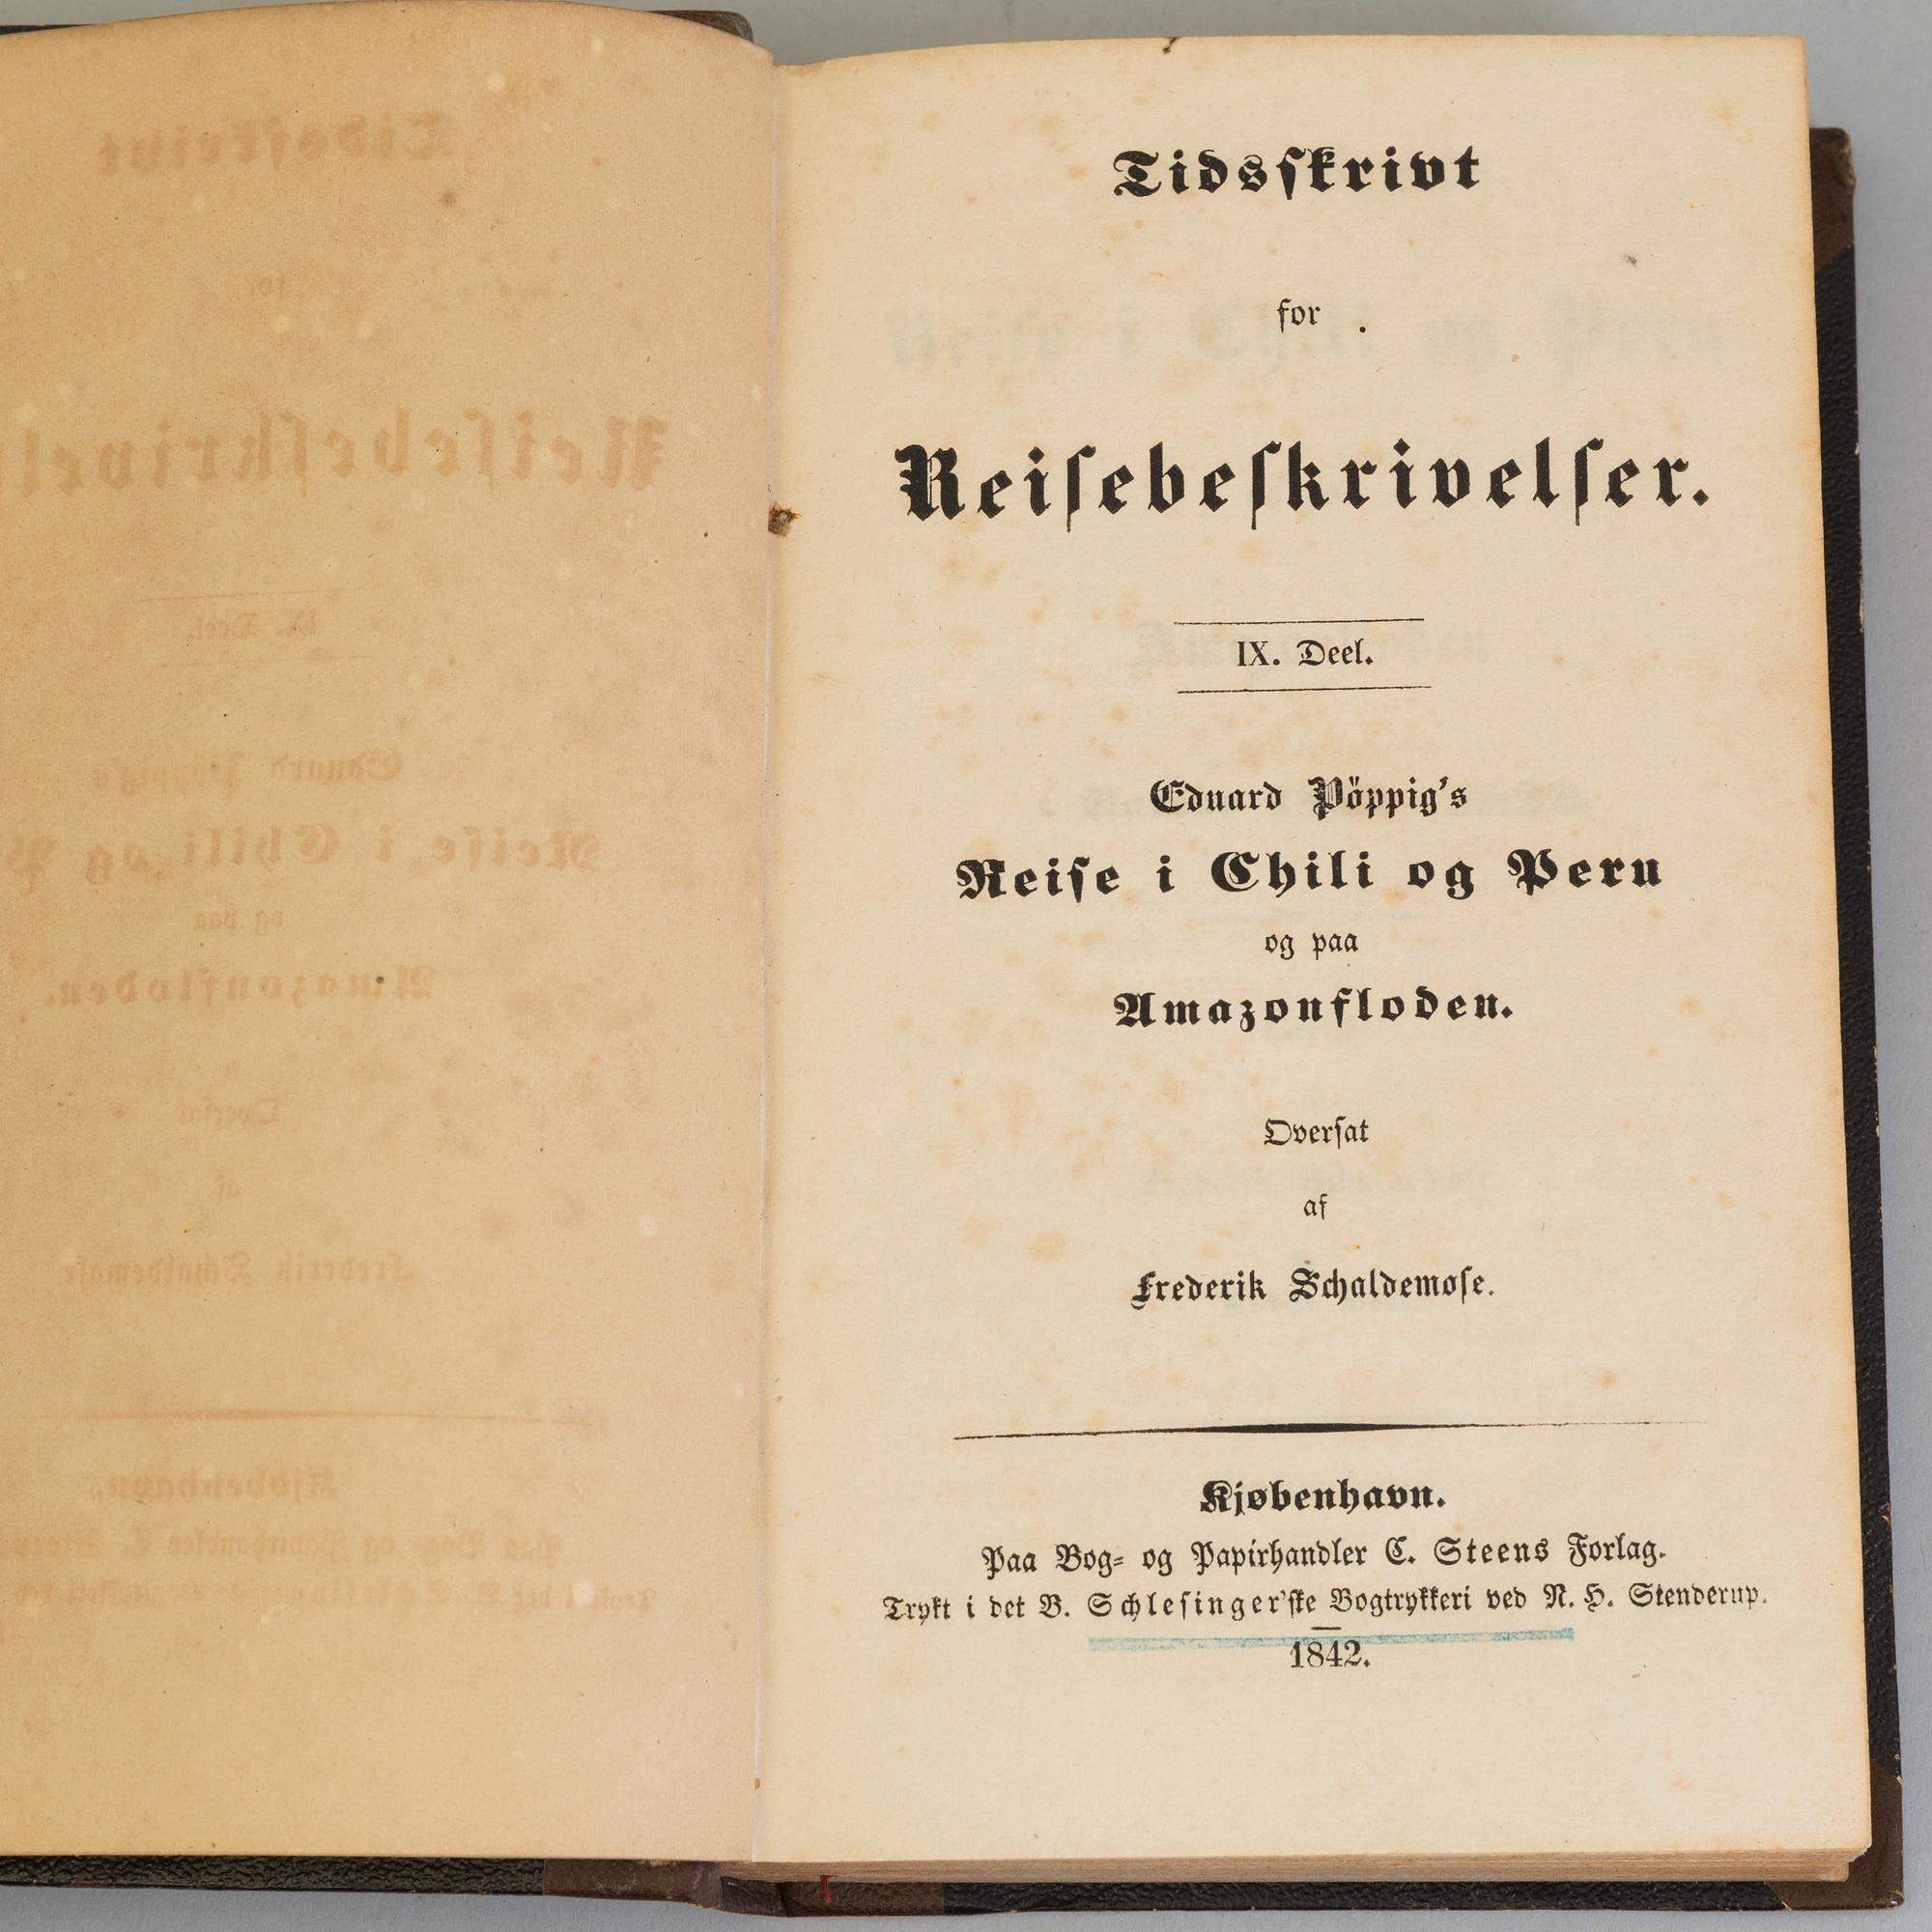 Tidsſkrivt
for
Reiſebeſkrivelſer.
IX. Deel.
Eduard Pöppig's
Reiſe i Chili og Peru
og paa
Amazonfloden.
Overſat
af
Frederik Schaldemoſe.
Kjøbenhavn.
Paa Bog- og Papirhandler C. Steens Forlag.
Trykt i det B. Schleſinger'ſke Bogtrykkeri ved N. H. Stenderup.
1842.